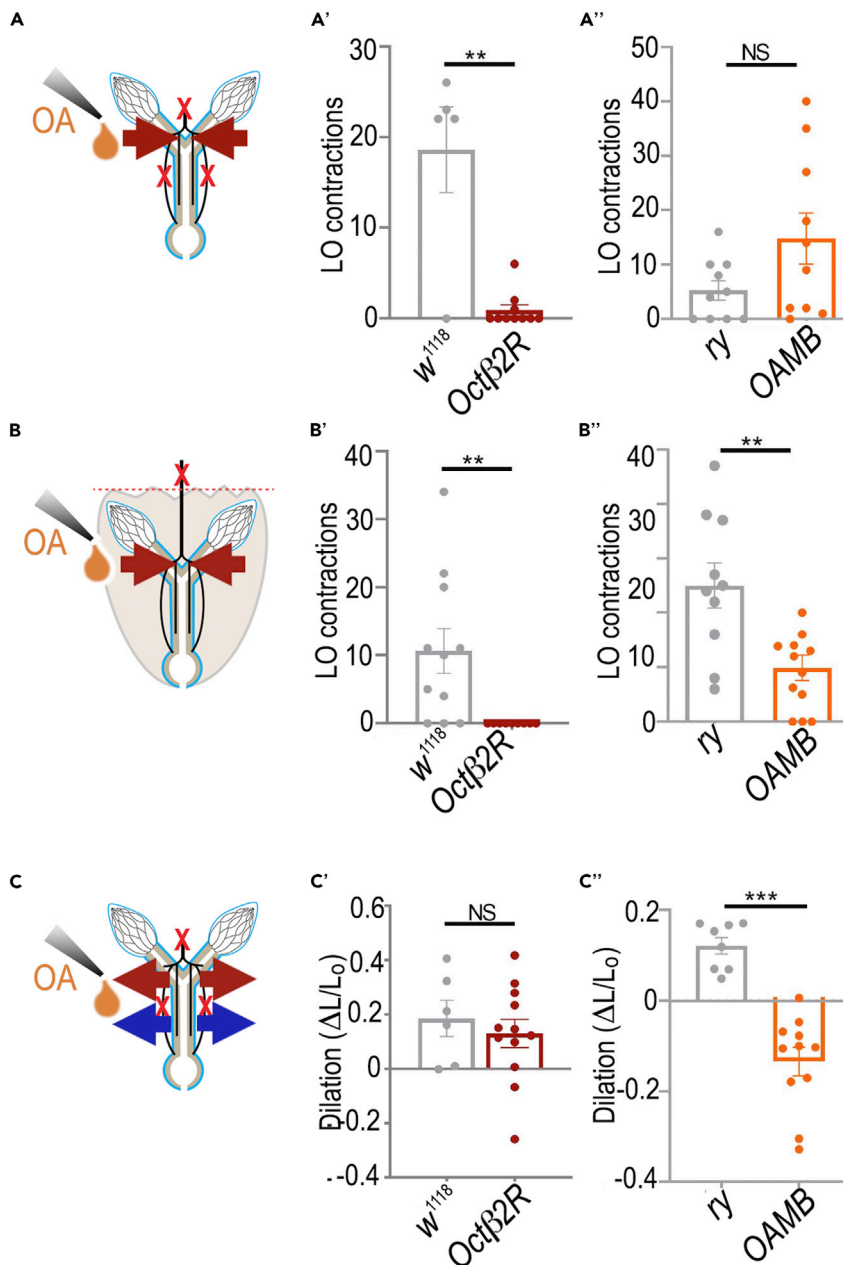 A
OA
X
X
X
A'
LO contractions
30
20
10
0
**
w1118
Octβ2R
A''
LO contractions
50
40
30
20
10
0
NS
ry
OAMB
B
OA
X
B'
LO contractions
40
30
20
10
0
**
w1118
Octβ2R
B''
LO contractions
40
30
20
10
0
**
ry
OAMB
C
OA
X
X
X
C'
Dilation (ΔL/L0)
0.6
0.4
0.2
0
-0.2
-0.4
NS
w1118
Octβ2R
C''
Dilation (ΔL/L0)
0.2
0
-0.2
-0.4
***
ry
OAMB